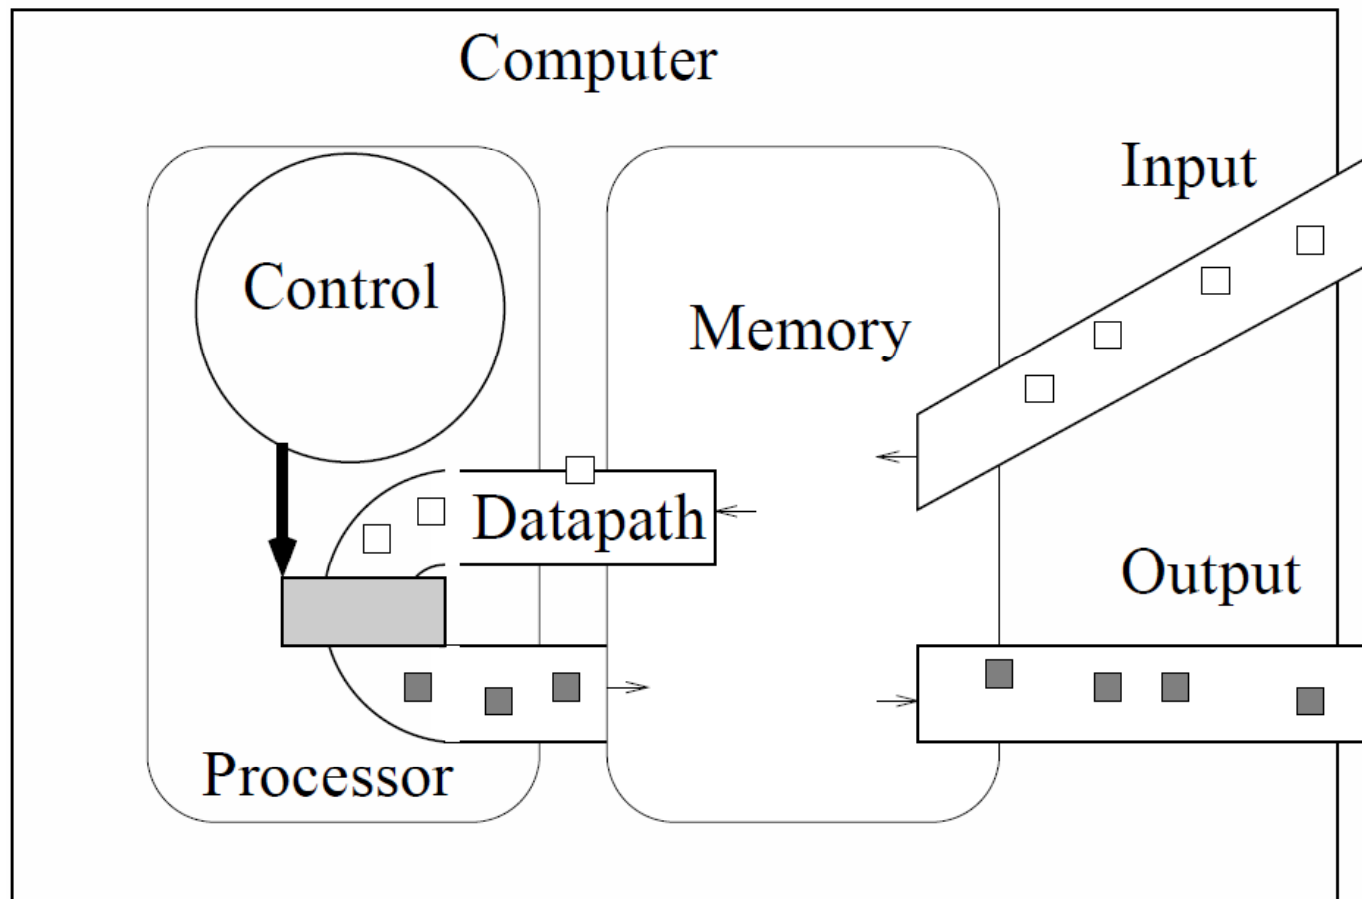 Computer
Input
Control
Memory
Datapath
Output
Processor